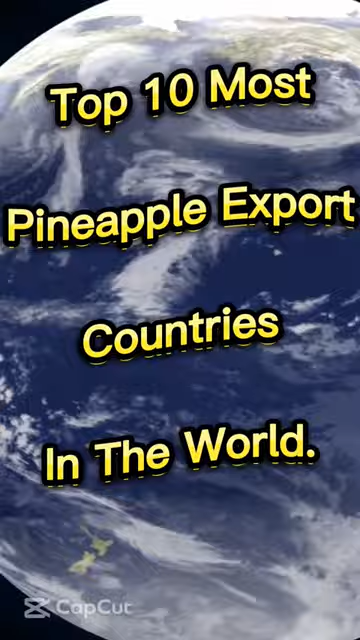 Top 10 Most
Pineapple Export
Countries
In The World.
CapCut